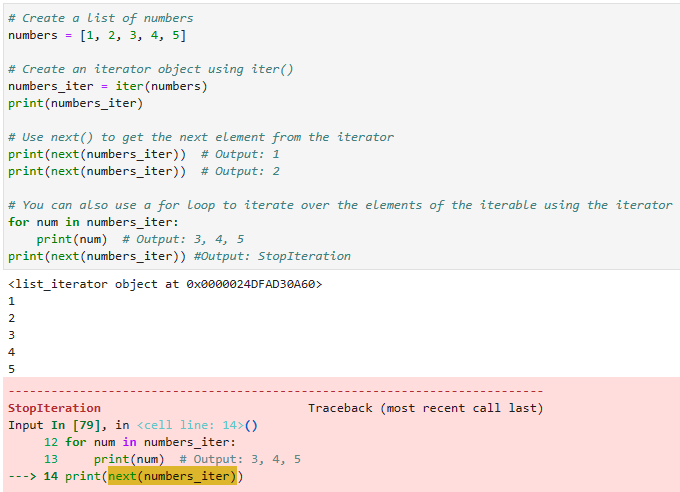 # Create a list of numbers
numbers = [1, 2, 3, 4, 5]
# Create an iterator object using iter()
numbers_iter = iter(numbers)
print(numbers_iter)
# Use next() to get the next element from the iterator
print(next(numbers_iter))  # Output: 1
print(next(numbers_iter))  # Output: 2
# You can also use a for loop to iterate over the elements of the iterable using the iterator
for num in numbers_iter:
    print(num)  # Output: 3, 4, 5
print(next(numbers_iter)) #Output: StopIteration
<list_iterator object at 0x0000024DFAD30A60>
1
2
3
4
5
---------------------------------------------------------------------------
StopIteration                             Traceback (most recent call last)
Input In [79], in <cell line: 14>()
     12 for num in numbers_iter:
     13     print(num)  # Output: 3, 4, 5
---> 14 print(next(numbers_iter))